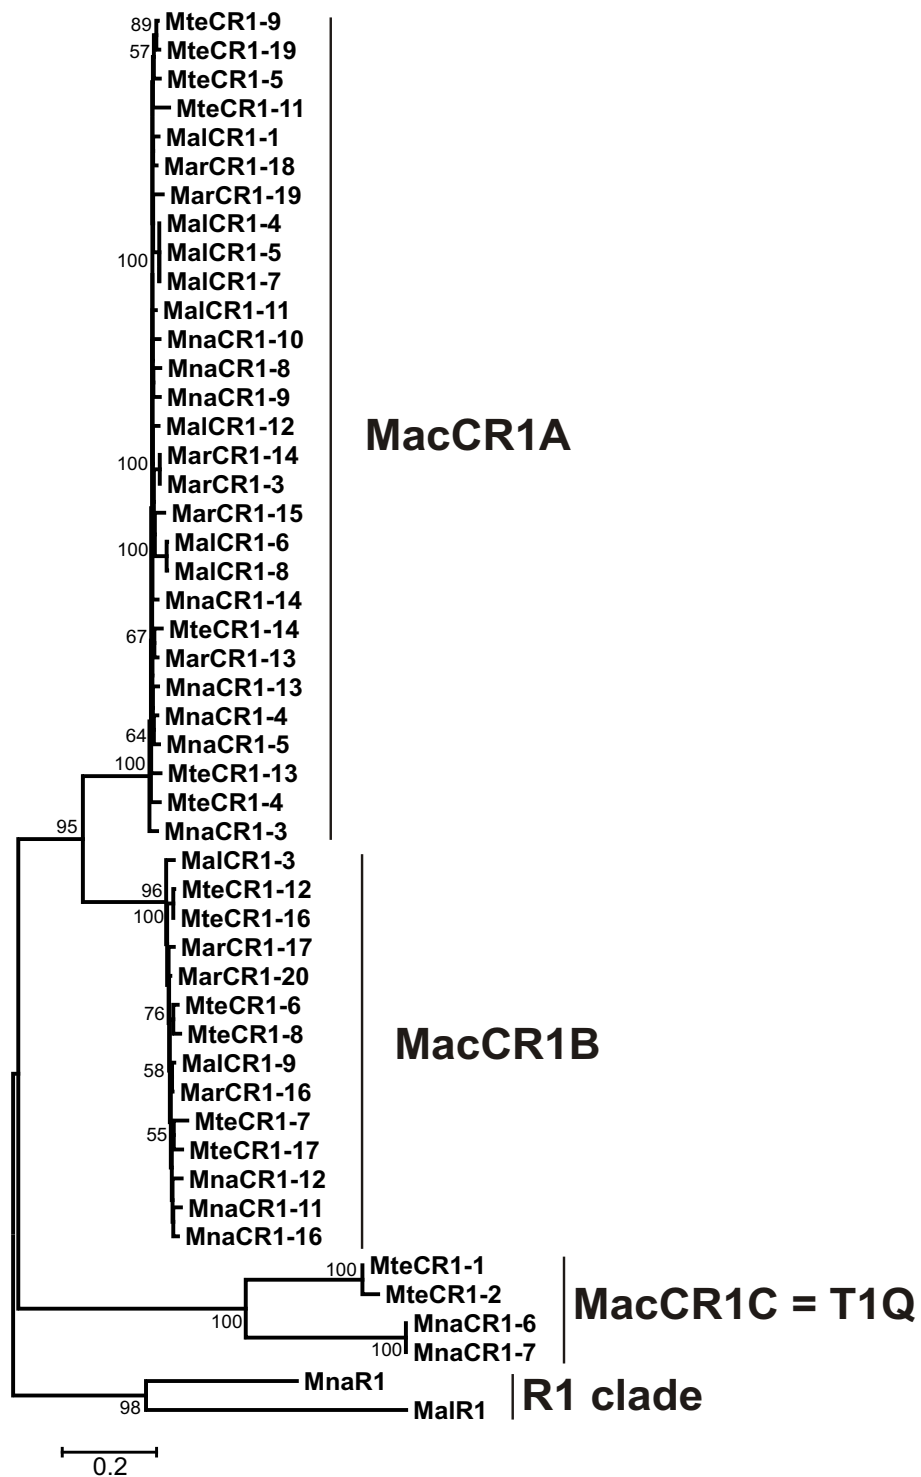 89
MteCR1-9
57
MteCR1-19
MteCR1-5
MteCR1-11
MalCR1-1
MarCR1-18
MarCR1-19
MalCR1-4
MalCR1-5
100
MalCR1-7
MalCR1-11
MnaCR1-10
MnaCR1-8
MnaCR1-9
MalCR1-12
MacCR1A
MarCR1-14
100
MarCR1-3
MarCR1-15
MalCR1-6
100
MalCR1-8
MnaCR1-14
MteCR1-14
67
MarCR1-13
MnaCR1-13
MnaCR1-4
64
MnaCR1-5
100
MteCR1-13
MteCR1-4
95
MnaCR1-3
MalCR1-3
96
MteCR1-12
100
MteCR1-16
MarCR1-17
MarCR1-20
MteCR1-6
76
MteCR1-8
MacCR1B
MalCR1-9
58
MarCR1-16
MteCR1-7
55
MteCR1-17
MnaCR1-12
MnaCR1-11
MnaCR1-16
100
MteCR1-1
MteCR1-2
MacCR1C = T1Q
100
MnaCR1-6
100
MnaCR1-7
MnaR1
R1 clade
98
MalR1
0.2